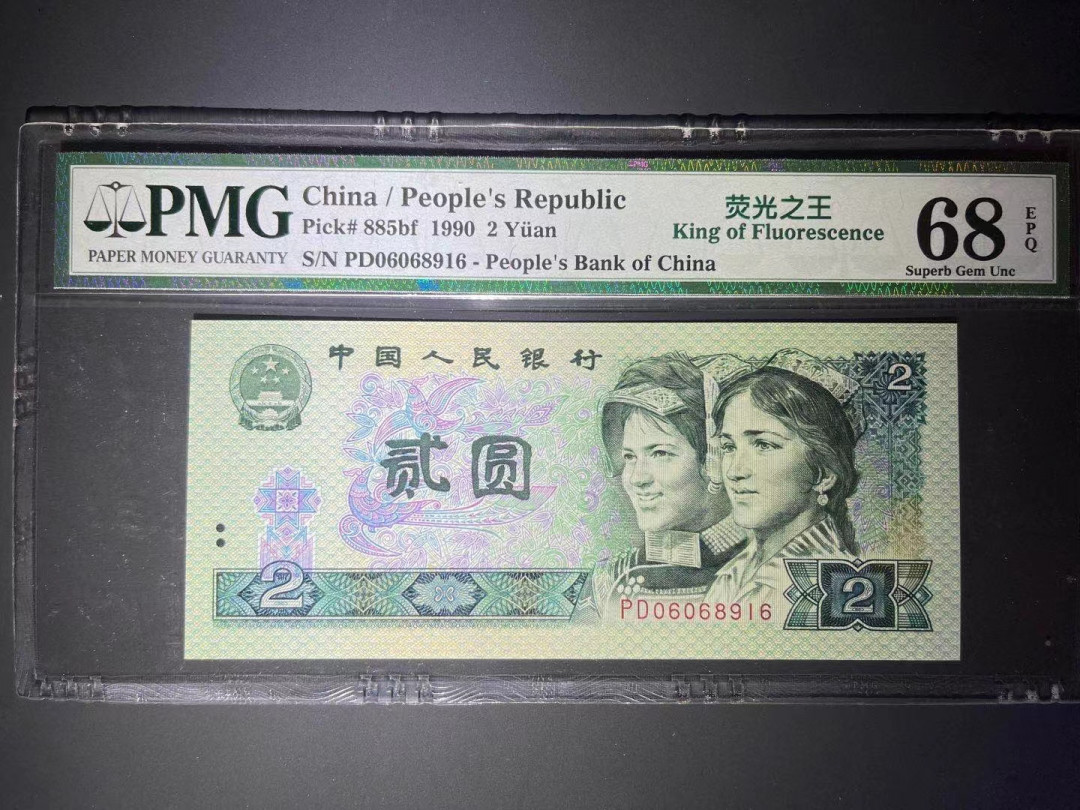 PMG
PAPER MONEY GUARANTY
China / People's Republic
Pick# 885bf 1990 2 Yüan
S/N PD06068916 - People's Bank of China
荧光之王
King of Fluorescence
68
EPQ
Superb Gem Unc
中国人民银行
2
贰圆
2
PD06068916
2